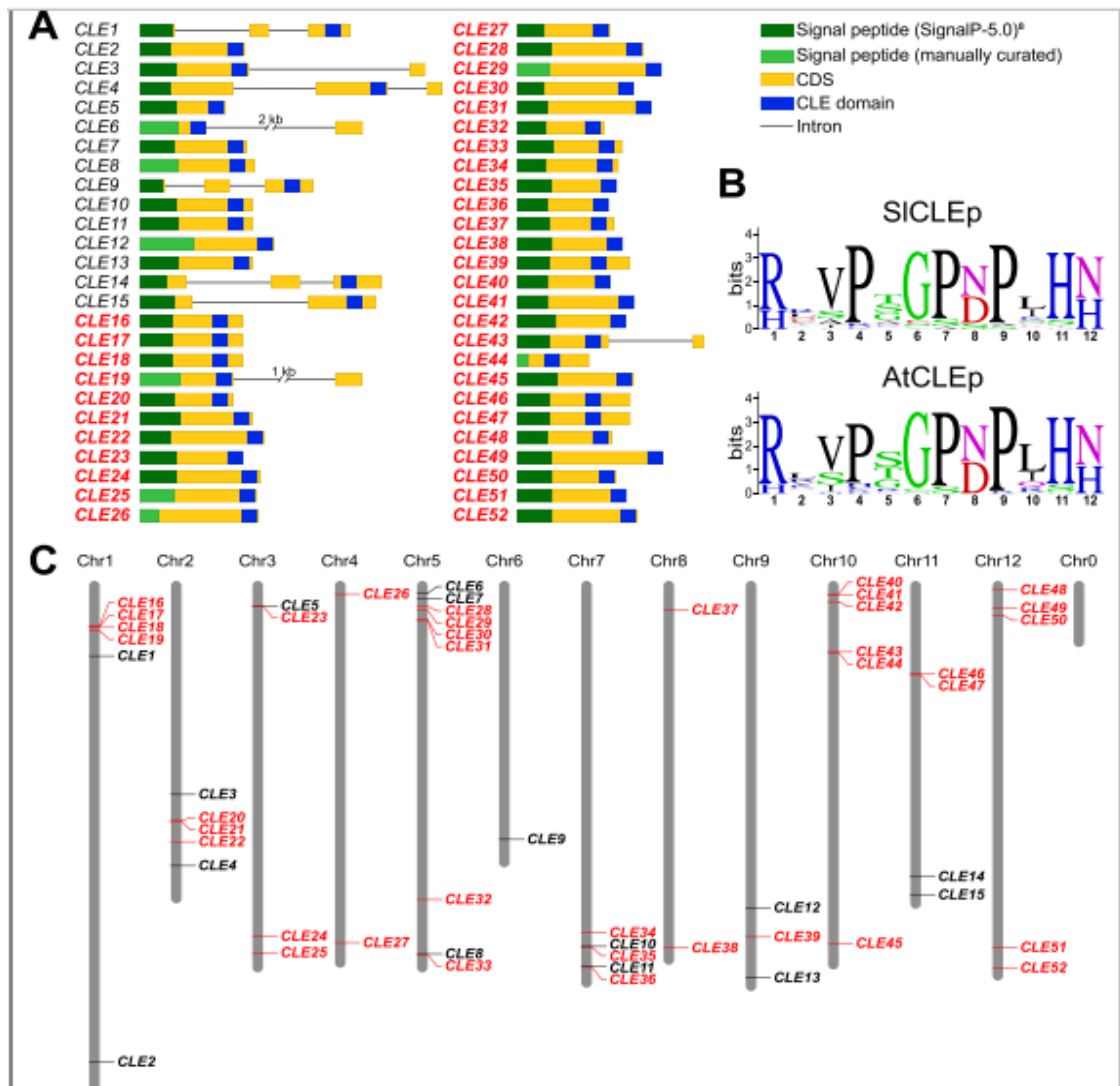 A
CLE1
CLE2
CLE3
CLE4
CLE5
CLE6
2 kb
CLE7
CLE8
CLE9
CLE10
CLE11
CLE12
CLE13
CLE14
CLE15
CLE16
CLE17
CLE18
CLE19
1 kb
CLE20
CLE21
CLE22
CLE23
CLE24
CLE25
CLE26
CLE27
CLE28
CLE29
CLE30
CLE31
CLE32
CLE33
CLE34
CLE35
CLE36
CLE37
CLE38
CLE39
CLE40
CLE41
CLE42
CLE43
CLE44
CLE45
CLE46
CLE47
CLE48
CLE49
CLE50
CLE51
CLE52
Signal peptide (SignalP-5.0)ª
Signal peptide (manually curated)
CDS
CLE domain
Intron
B
SlCLEp
bits
4
3
2
1
0
R VP GPNP HN
H D H
1 2 3 4 5 6 7 8 9 10 11 12
AtCLEp
bits
4
3
2
1
0
R VPSGPNPLHN
D H
1 2 3 4 5 6 7 8 9 10 11 12
C
Chr1 Chr2 Chr3 Chr4 Chr5 Chr6 Chr7 Chr8 Chr9 Chr10 Chr11 Chr12 Chr0
CLE16
CLE17
CLE18
CLE19
CLE1
CLE2
CLE3
CLE20
CLE21
CLE22
CLE4
CLE5
CLE23
CLE24
CLE25
CLE26
CLE27
CLE6
CLE7
CLE28
CLE29
CLE30
CLE31
CLE32
CLE8
CLE33
CLE9
CLE34
CLE10
CLE35
CLE11
CLE36
CLE37
CLE38
CLE12
CLE39
CLE13
CLE40
CLE41
CLE42
CLE43
CLE44
CLE45
CLE46
CLE47
CLE14
CLE15
CLE48
CLE49
CLE50
CLE51
CLE52